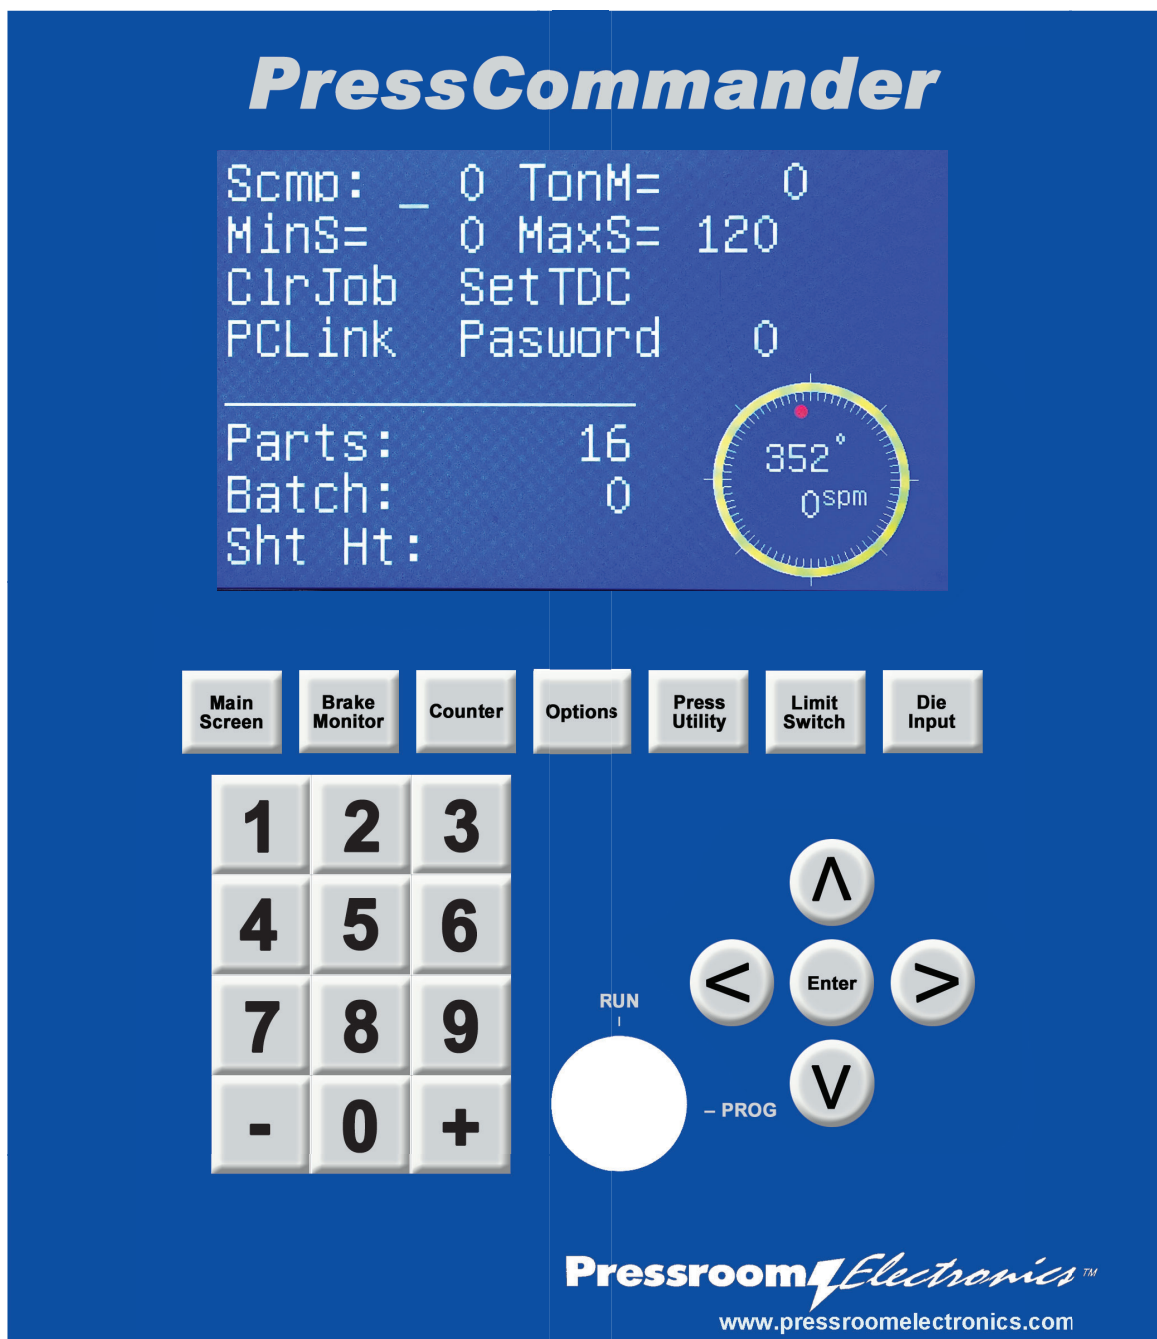 PressCommander
Scmp: _ 0 TonM= 0
MinS= 0 MaxS= 120
ClrJob SetTDC
PCLink Pasword 0
Parts: 16
Batch: 0
Sht Ht:
352°
0spm
Main Screen
Brake Monitor
Counter
Options
Press Utility
Limit Switch
Die Input
1 2 3
4 5 6
7 8 9
- 0 +
Λ
< Enter >
V
RUN
– PROG
Pressroom Electronics TM
www.pressroomelectronics.com